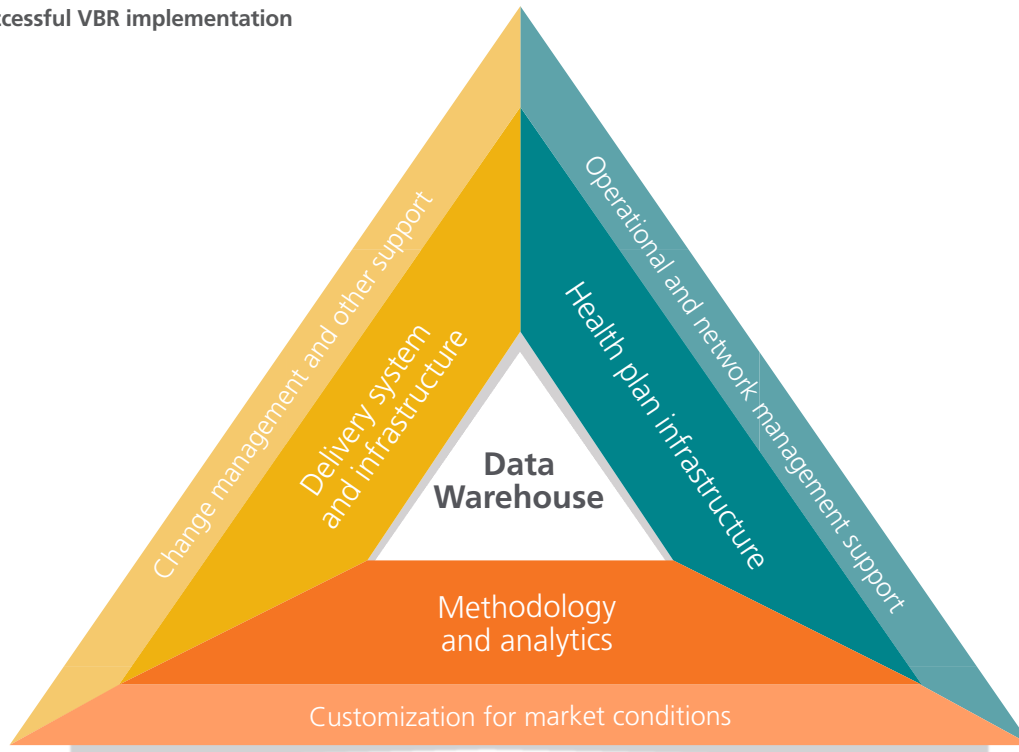 ccessful VBR implementation
Change management and other support
Delivery system
and infrastructure
Operational and network management support
Health plan infrastructure
Data
Warehouse
Methodology
and analytics
Customization for market conditions